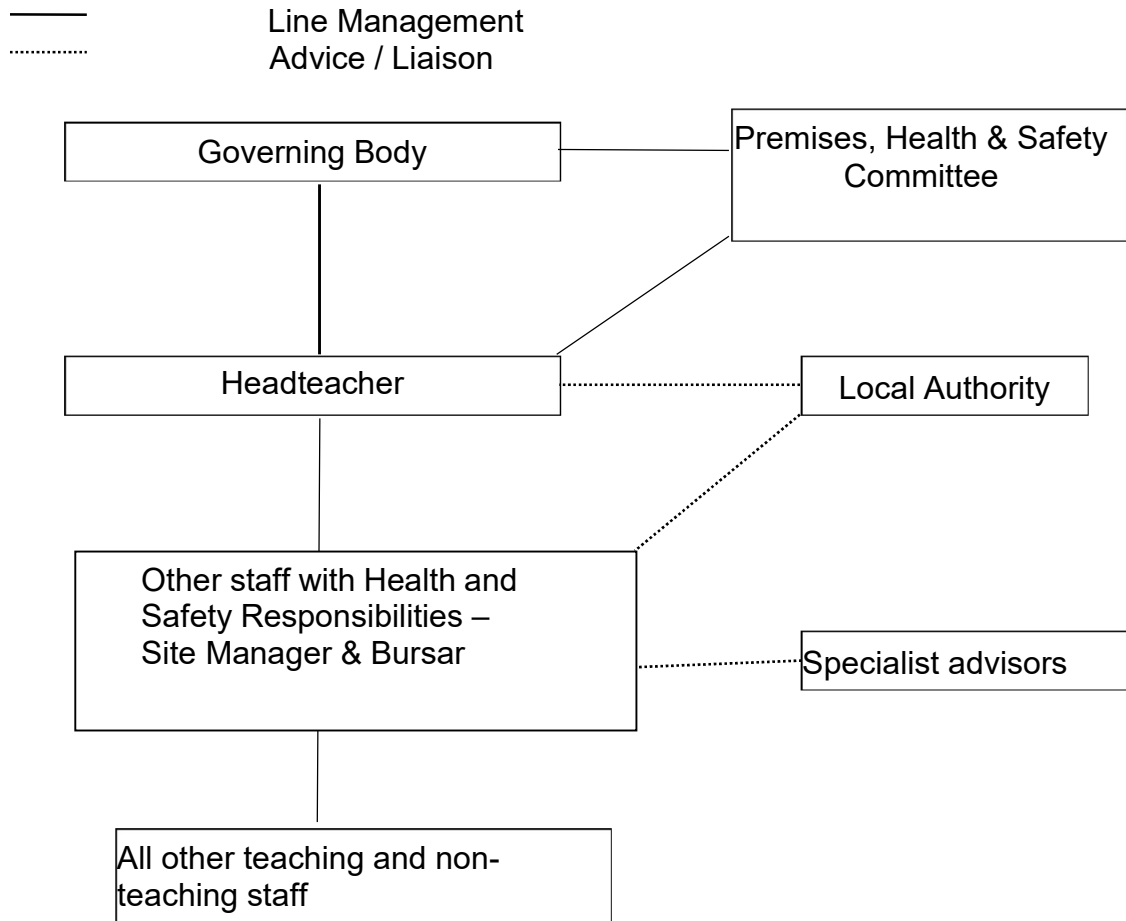 Line Management
Advice / Liaison
Governing Body
Premises, Health & Safety
Committee
Headteacher
Local Authority
Other staff with Health and
Safety Responsibilities –
Site Manager & Bursar
Specialist advisors
All other teaching and non-
teaching staff